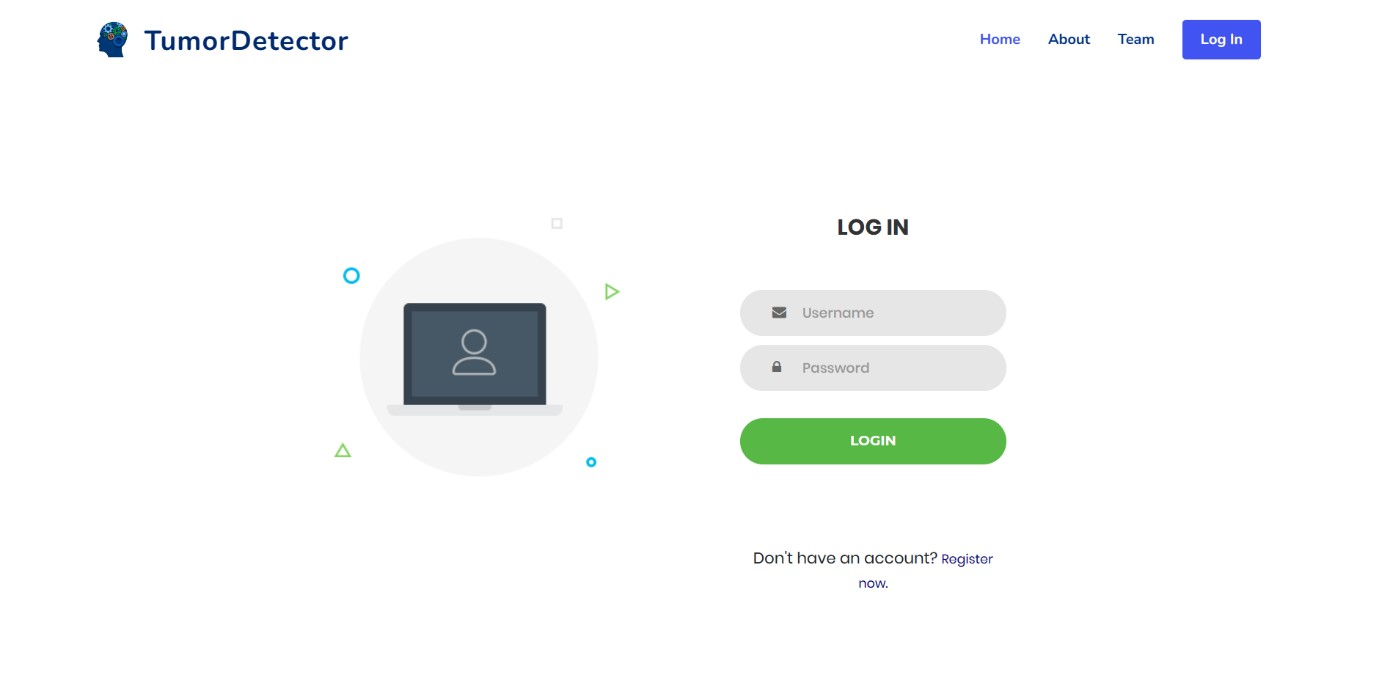 TumorDetector
Home About Team Log In
LOG IN
Username
Password
LOGIN
Don't have an account? Register
now.